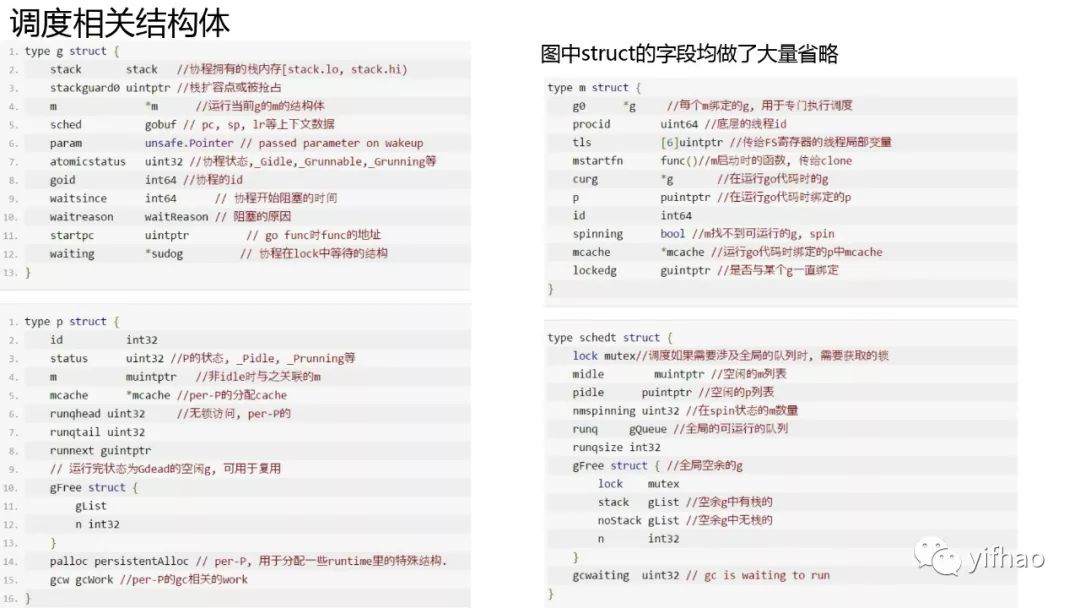 调度相关结构体
1. type g struct {
2. stack stack //协程拥有的栈内存[stack.lo, stack.hi)
3. stackguard0 uintptr //栈扩容点或被抢占
4. m *m //运行当前g的m的结构体
5. sched gobuf // pc, sp, lr等上下文数据
6. param unsafe.Pointer // passed parameter on wakeup
7. atomicstatus uint32 //协程状态,_Gidle,_Grunnable,_Grunning等
8. goid int64 //协程的id
9. waitsince int64 // 协程开始阻塞的时间
10. waitreason waitReason // 阻塞的原因
11. startpc uintptr // go func时func的地址
12. waiting *sudog // 协程在lock中等待的结构
13. }
1. type p struct {
2. id int32
3. status uint32 //P的状态, _Pidle, _Prunning等
4. m muintptr //非idle时与之关联的m
5. mcache *mcache //per-P的分配cache
6. runqhead uint32 //无锁访问, per-P的
7. runqtail uint32
8. runnext guintptr
9. // 运行完状态为Gdead的空闲g, 可用于复用
10. gFree struct {
11. gList
12. n int32
13. }
14. palloc persistentAlloc // per-P, 用于分配一些runtime里的特殊结构.
15. gcw gcWork //per-P的gc相关的work
16. }
图中struct的字段均做了大量省略
type m struct {
g0 *g //每个m绑定的g, 用于专门执行调度
procid uint64 //底层的线程id
tls [6]uintptr //传给FS寄存器的线程局部变量
mstartfn func()//m启动时的函数, 传给clone
curg *g //在运行go代码时的g
p puintptr //在运行go代码时绑定的p
id int64
spinning bool //m找不到可运行的g, spin
mcache *mcache //运行go代码时绑定的p中mcache
lockedg guintptr //是否与某个g一直绑定
}
type schedt struct {
lock mutex//调度如果需要涉及全局的队列时, 需要获取的锁
midle muintptr //空闲的m列表
pidle puintptr //空闲的p列表
nmspinning uint32 //在spin状态的m数量
runq gQueue //全局的可运行的队列
runqsize int32
gFree struct { //全局空余的g
lock mutex
stack gList //空余g中有栈的
noStack gList //空余g中无栈的
n int32
}
gcwaiting uint32 // gc is waiting to run
}
yifhao